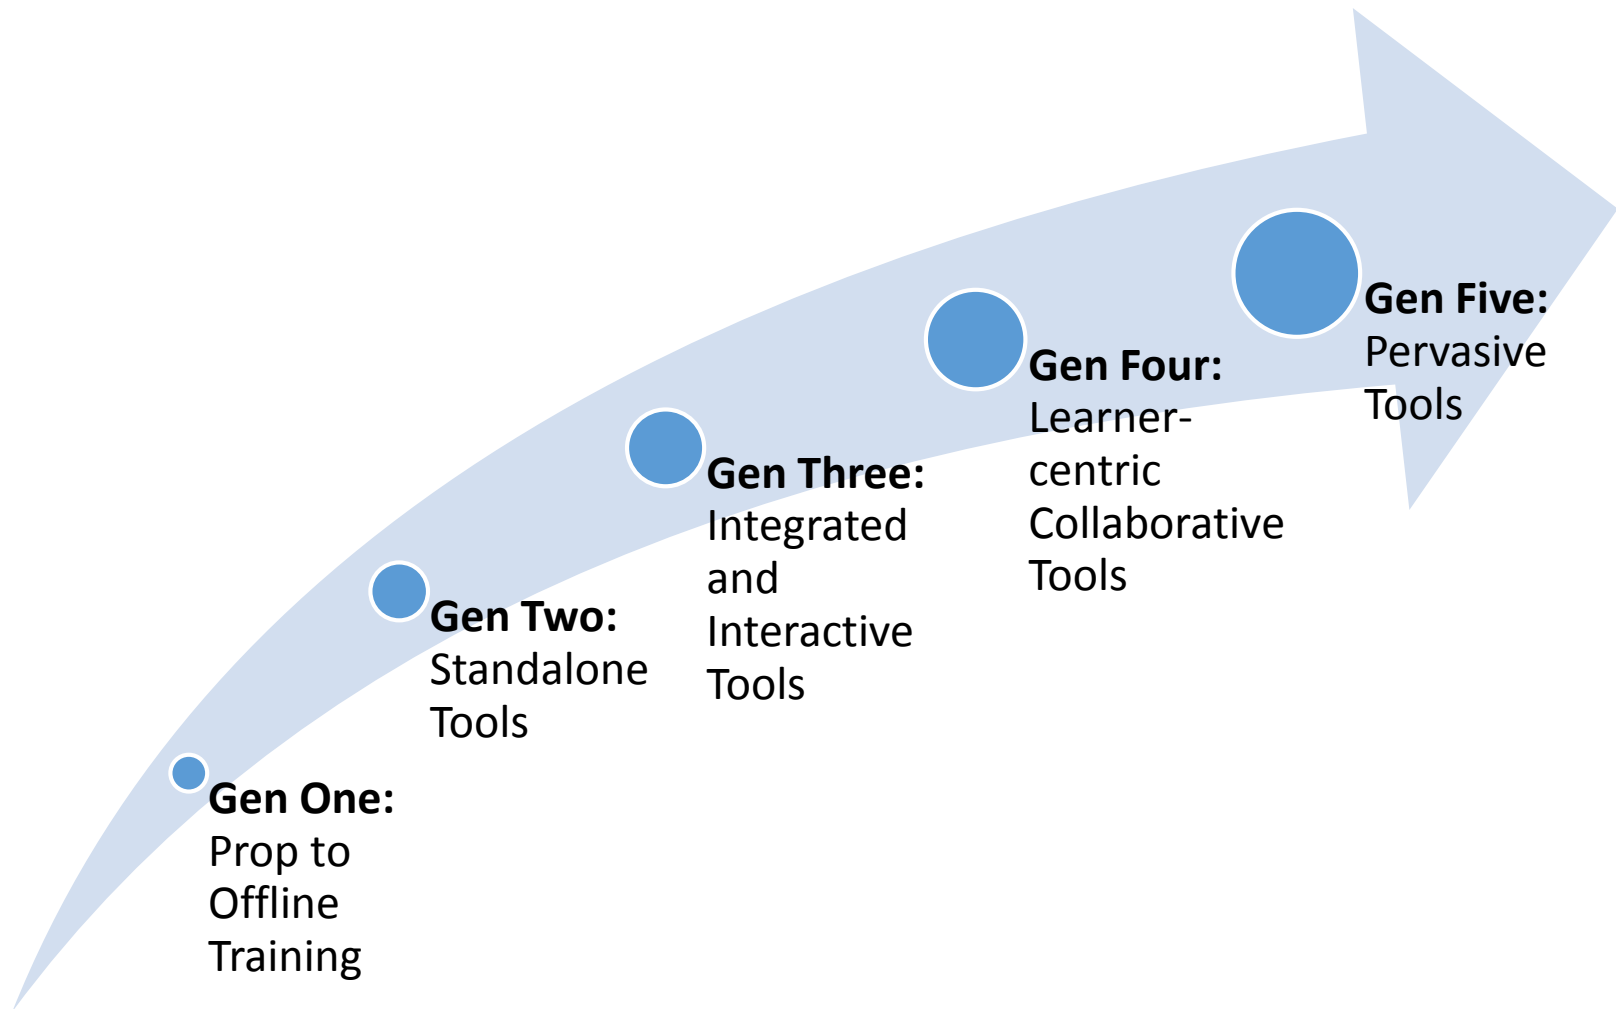 Gen One:
Prop to
Offline
Training
Gen Two:
Standalone
Tools
Gen Three:
Integrated
and
Interactive
Tools
Gen Four:
Learner-
centric
Collaborative
Tools
Gen Five:
Pervasive
Tools